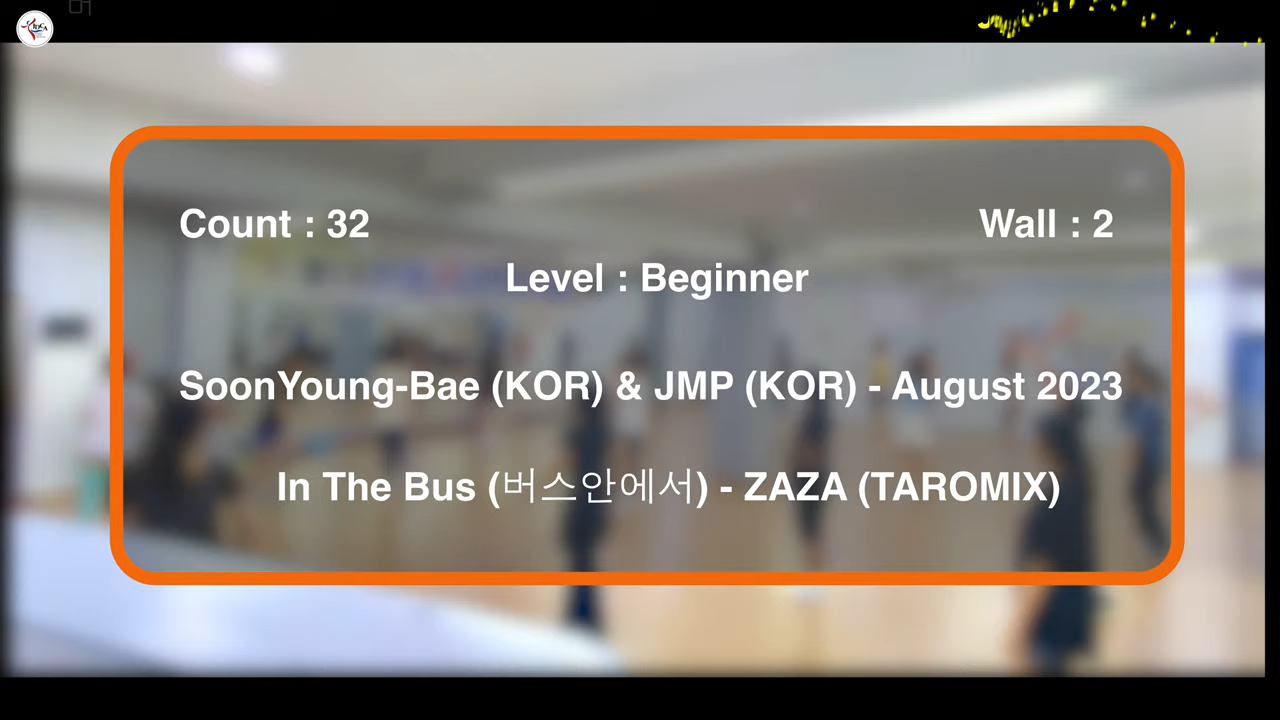 Count : 32
Wall : 2
Level : Beginner
SoonYoung-Bae (KOR) & JMP (KOR) - August 2023
In The Bus (버스안에서) - ZAZA (TAROMIX)